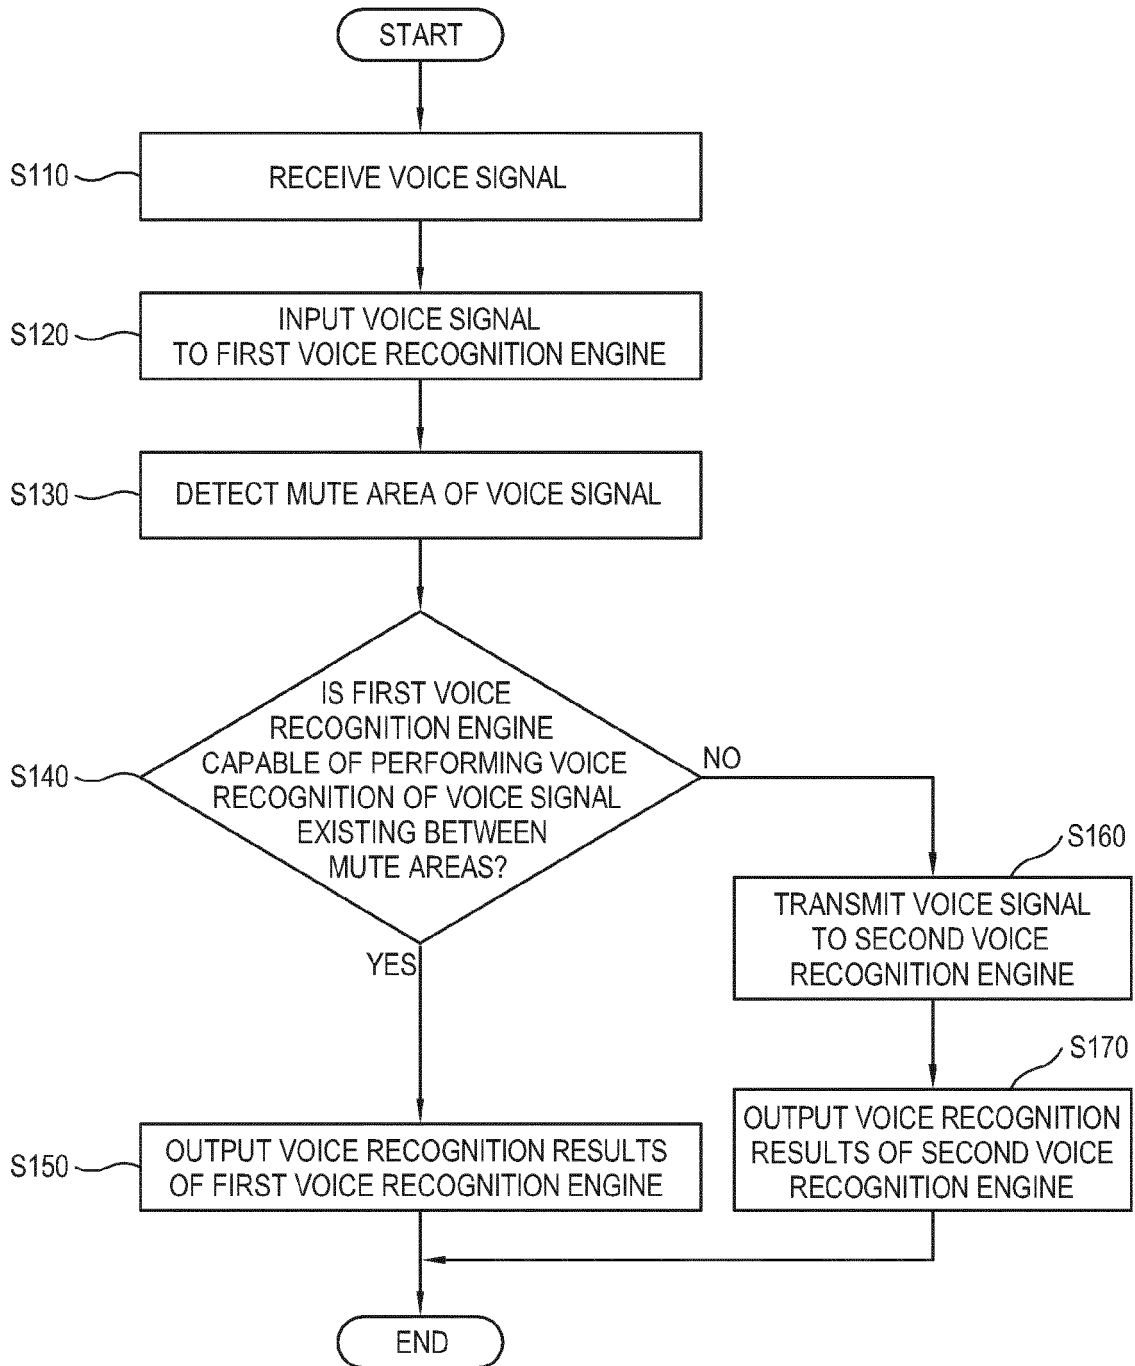 START
S110
RECEIVE VOICE SIGNAL
S120
INPUT VOICE SIGNAL
TO FIRST VOICE RECOGNITION ENGINE
S130
DETECT MUTE AREA OF VOICE SIGNAL
S140
IS FIRST VOICE
RECOGNITION ENGINE
CAPABLE OF PERFORMING VOICE
RECOGNITION OF VOICE SIGNAL
EXISTING BETWEEN
MUTE AREAS?
NO
YES
S160
TRANSMIT VOICE SIGNAL
TO SECOND VOICE
RECOGNITION ENGINE
S170
OUTPUT VOICE RECOGNITION
RESULTS OF SECOND VOICE
RECOGNITION ENGINE
S150
OUTPUT VOICE RECOGNITION RESULTS
OF FIRST VOICE RECOGNITION ENGINE
END